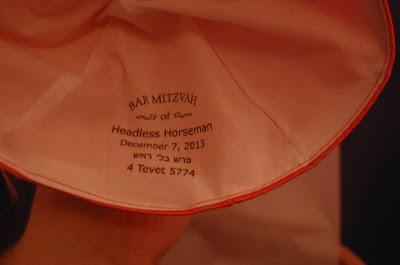 BAR MITZVAH
of
Headless Horseman
December 7, 2013
פרש בלי ראש
4 Tevet 5774